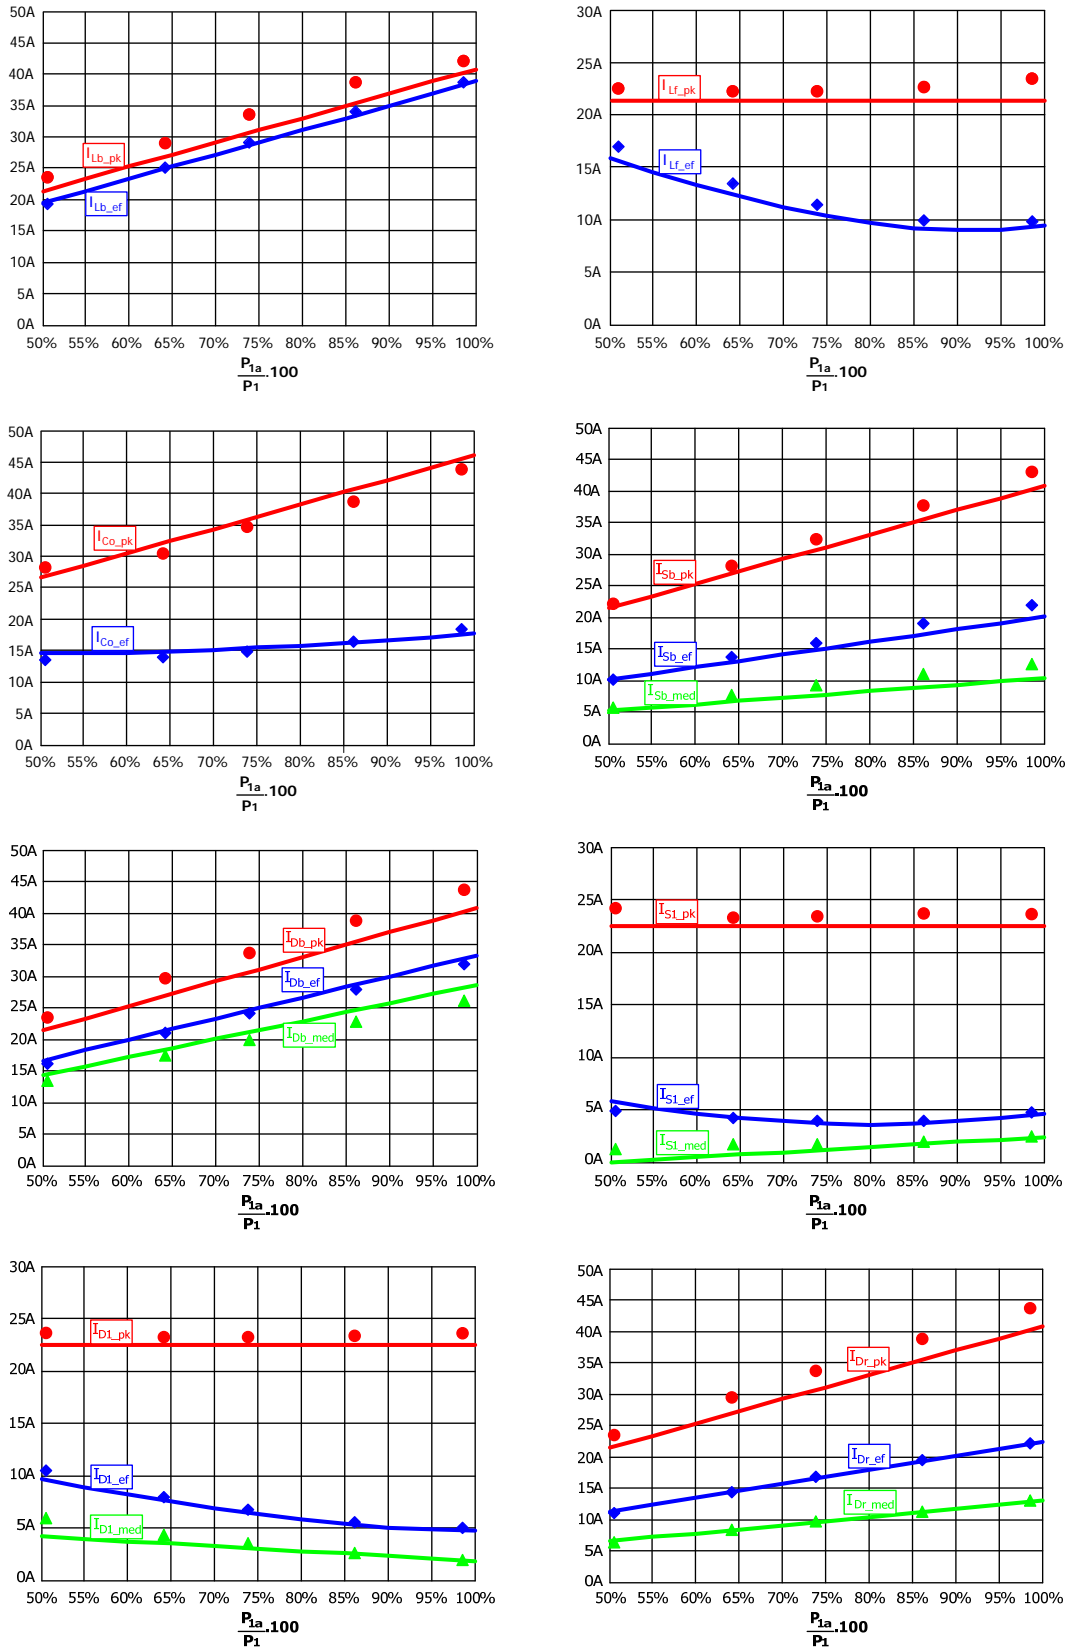 50A
45A
40A
35A
30A
25A
20A
15A
10A
5A
0A
I_Lb_pk
I_Lb_ef
50% 55% 60% 65% 70% 75% 80% 85% 90% 95% 100%
P1a
P1
.100
30A
25A
20A
15A
10A
5A
0A
I_Lf_pk
I_Lf_ef
50% 55% 60% 65% 70% 75% 80% 85% 90% 95% 100%
P1a
P1
.100
50A
45A
40A
35A
30A
25A
20A
15A
10A
5A
0A
I_Co_pk
I_Co_ef
50% 55% 60% 65% 70% 75% 80% 85% 90% 95% 100%
P1a
P1
.100
50A
45A
40A
35A
30A
25A
20A
15A
10A
5A
0A
I_Sb_pk
I_Sb_ef
I_Sb_med
50% 55% 60% 65% 70% 75% 80% 85% 90% 95% 100%
P1a
P1
.100
50A
45A
40A
35A
30A
25A
20A
15A
10A
5A
0A
I_Db_pk
I_Db_ef
I_Db_med
50% 55% 60% 65% 70% 75% 80% 85% 90% 95% 100%
P1a
P1
.100
30A
25A
20A
15A
10A
5A
0A
I_S1_pk
I_S1_ef
I_S1_med
50% 55% 60% 65% 70% 75% 80% 85% 90% 95% 100%
P1a
P1
.100
30A
25A
20A
15A
10A
5A
0A
I_D1_pk
I_D1_ef
I_D1_med
50% 55% 60% 65% 70% 75% 80% 85% 90% 95% 100%
P1a
P1
.100
50A
45A
40A
35A
30A
25A
20A
15A
10A
5A
0A
I_Dr_pk
I_Dr_ef
I_Dr_med
50% 55% 60% 65% 70% 75% 80% 85% 90% 95% 100%
P1a
P1
.100